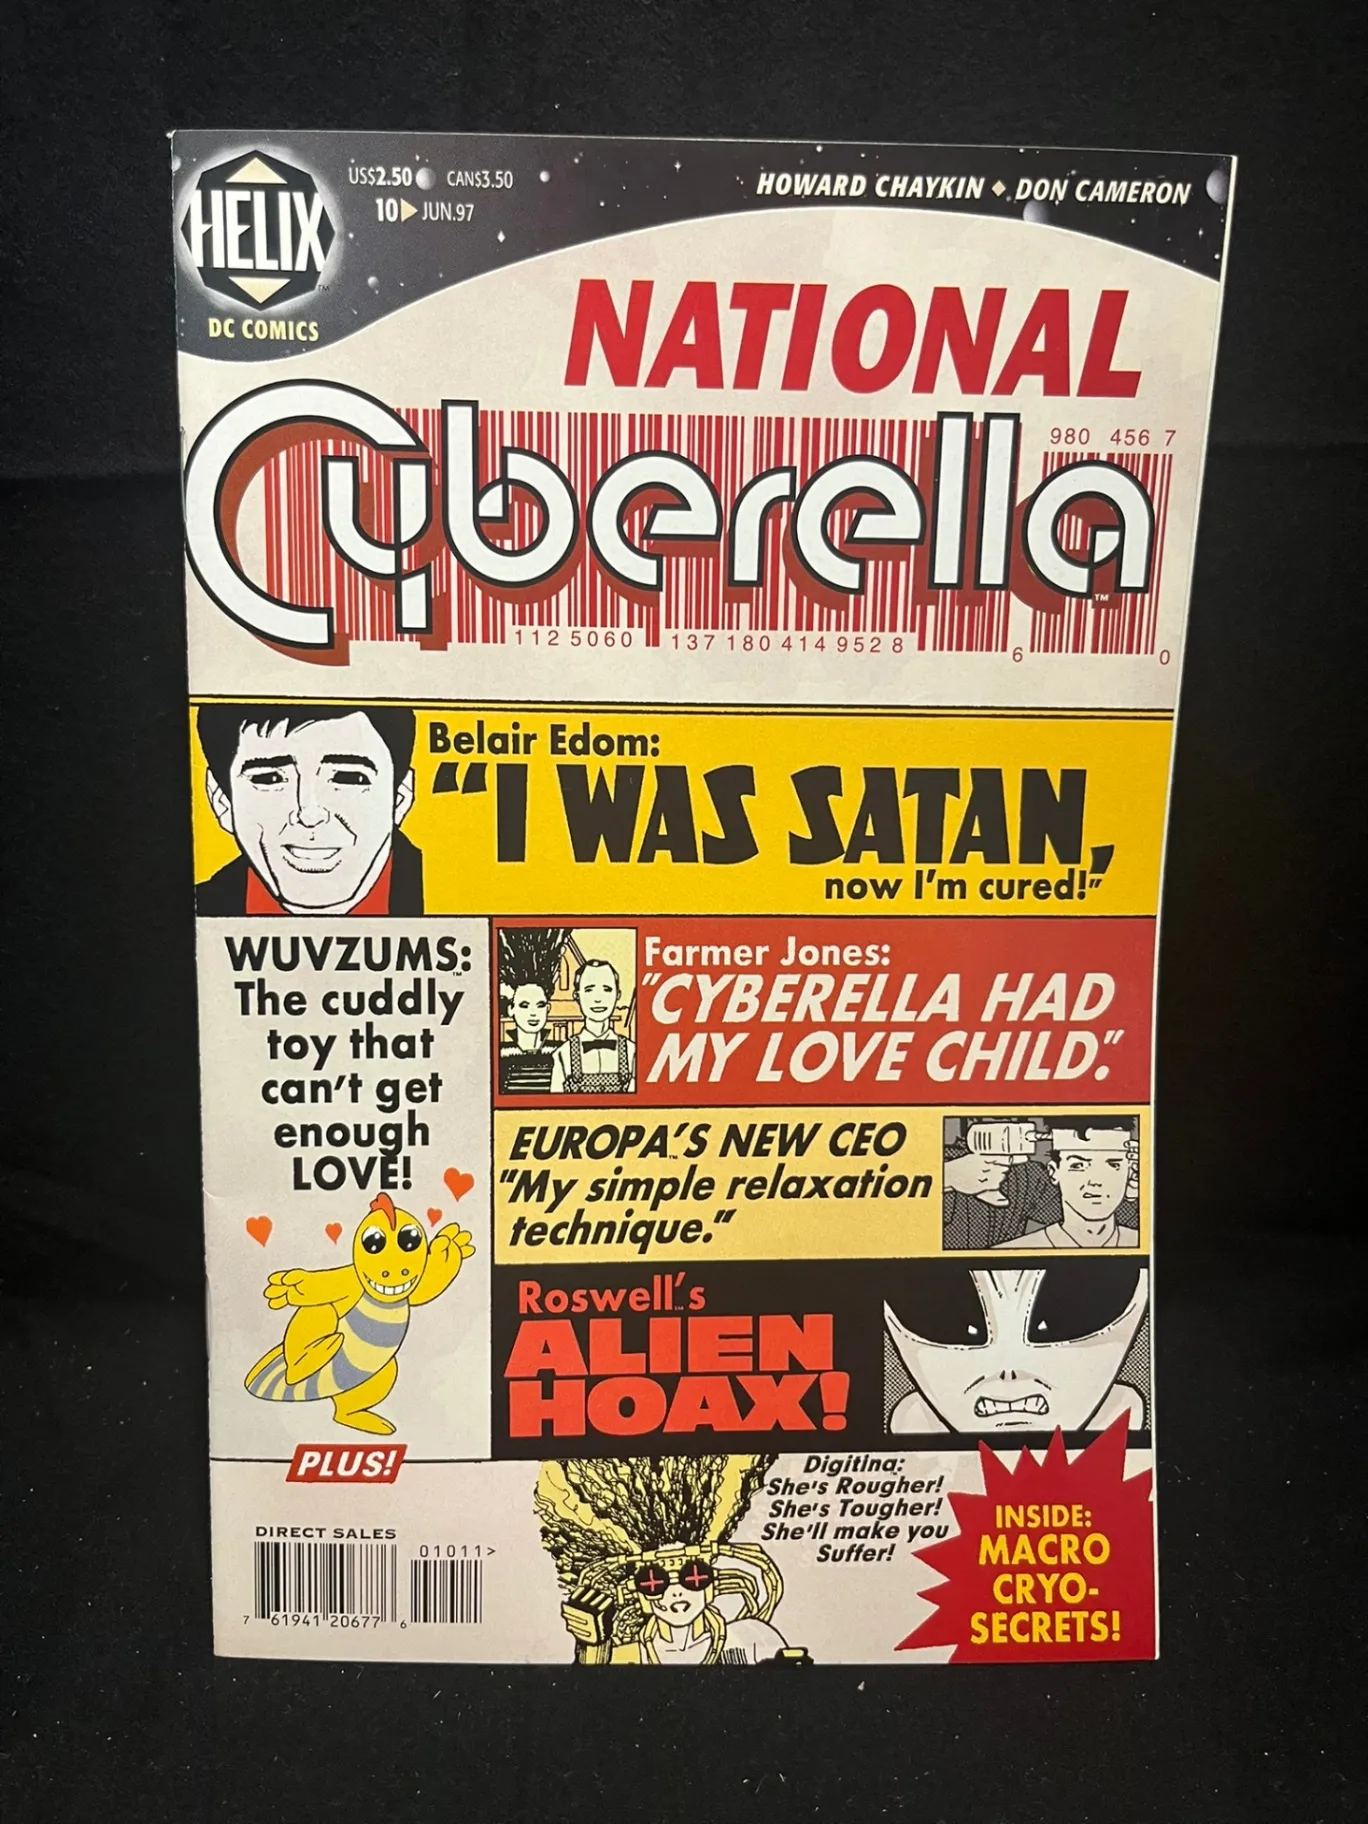 HELIX
TM
DC COMICS
US$2.50 CAN$3.50
10 JUN.97
HOWARD CHAYKIN ◆ DON CAMERON
NATIONAL
Cyberella
TM
980 456 7
112 5060 137 180 414 952 8
6
0
Belair Edom:
"I WAS SATAN,
now I'm cured!"
WUVZUMS:
TM
The cuddly
toy that
can't get
enough
LOVE!
Farmer Jones:
"CYBERELLA HAD
MY LOVE CHILD."
EUROPA'S NEW CEO
"My simple relaxation
technique."
Roswell's
ALIEN
HOAX!
PLUS!
Digitina:
She's Rougher!
She's Tougher!
She'll make you
Suffer!
INSIDE:
MACRO
CRYO-
SECRETS!
DIRECT SALES
01011>
7 61941 20677 6